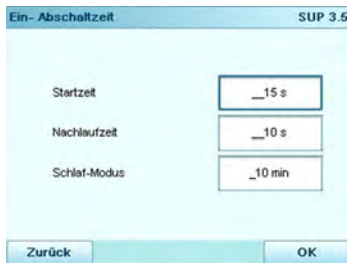 Ein- Abschaltzeit SUP 3.5
Startzeit __15 s
Nachlaufzeit __10 s
Schlaf-Modus _10 min
Zurück OK